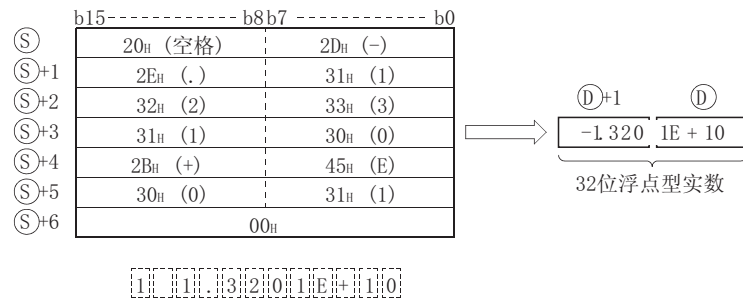 b15 b8 b7 b0
Ⓢ 20H (空格) 2DH (-)
Ⓢ+1 2EH (.) 31H (1)
Ⓢ+2 32H (2) 33H (3)
Ⓢ+3 31H (1) 30H (0)
Ⓢ+4 2BH (+) 45H (E)
Ⓢ+5 30H (0) 31H (1)
Ⓢ+6 00H
Ⓓ+1 Ⓓ
-1.320 1E + 10
32位浮点型实数
1 1 . 3 2 0 1 E + 1 0